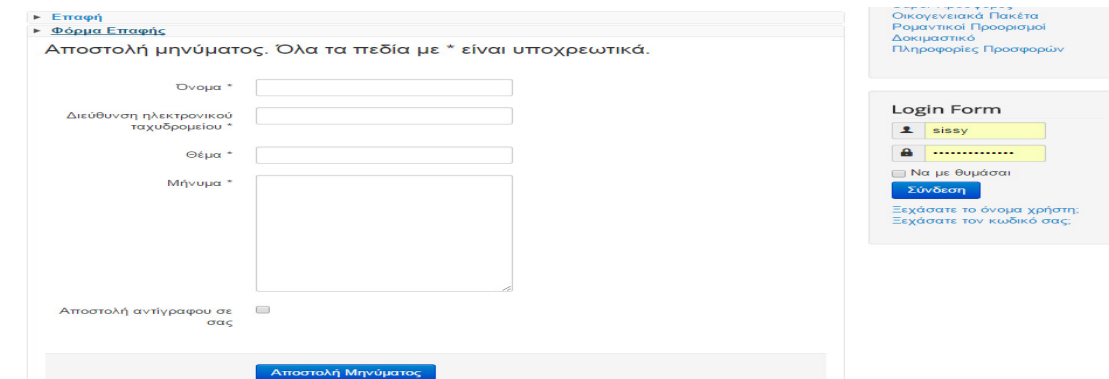 Επαφή
Φόρμα Επαφής
Αποστολή μηνύματος. Όλα τα πεδία με * είναι υποχρεωτικά.
Όνομα *
Διεύθυνση ηλεκτρονικού
ταχυδρομείου *
Θέμα *
Μήνυμα *
Αποστολή αντίγραφου σε
σας
Αποστολή Μηνύματος
Οικογενειακά Πακέτα
Ρομαντικοί Προορισμοί
Δοκιμαστικό
Πληροφορίες Προσφορών
Login Form
sissy
Να με θυμάσαι
Σύνδεση
Ξεχάσατε το όνομα χρήστη;
Ξεχάσατε τον κωδικό σας;